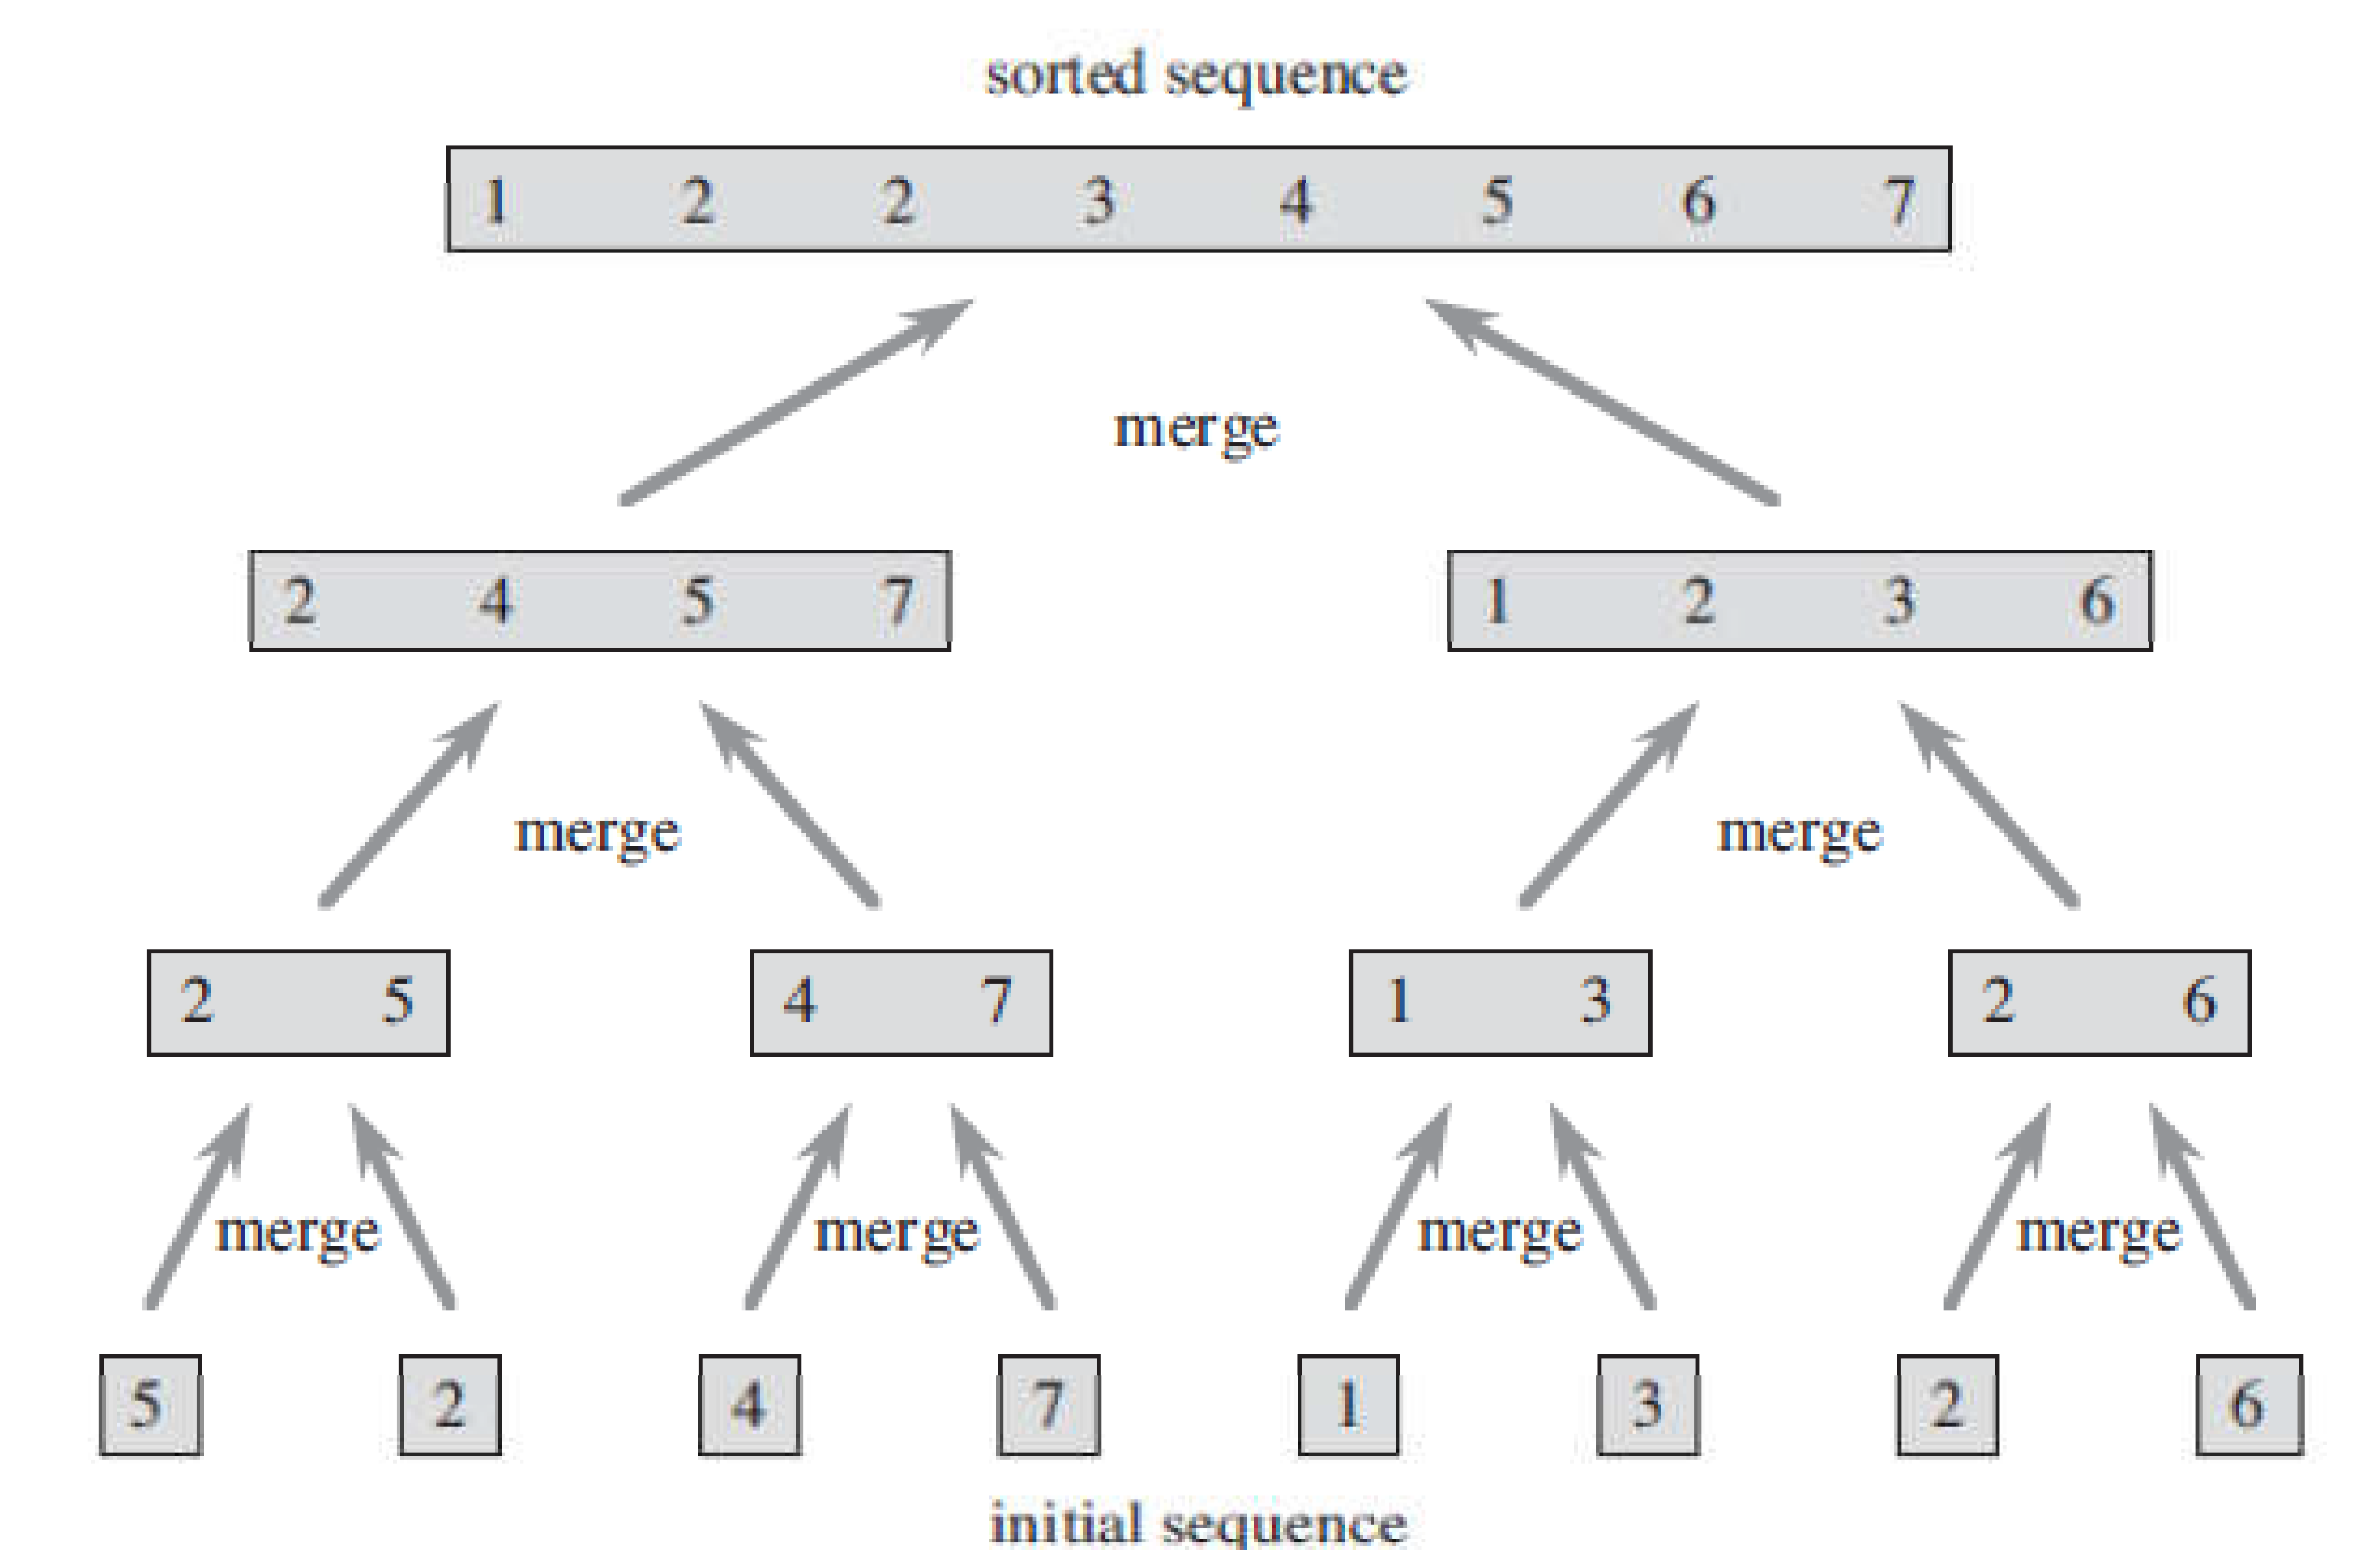 sorted sequence
1 2 2 3 4 5 6 7
merge
2 4 5 7 1 2 3 6
merge merge
2 5 4 7 1 3 2 6
merge merge merge merge
5 2 4 7 1 3 2 6
initial sequence